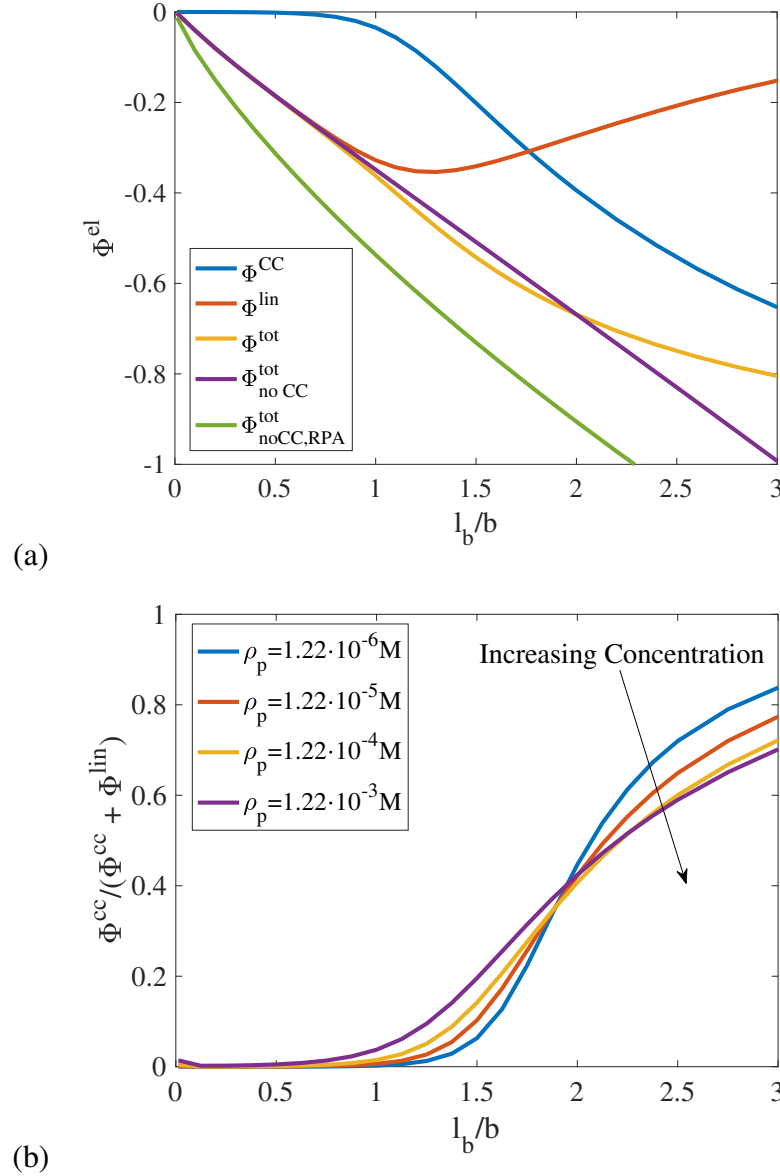 0
-0.2
-0.4
-0.6
-0.8
-1
Φ^el
Φ^CC
Φ^lin
Φ^tot
Φ^tot_no CC
Φ^tot_noCC,RPA
0 0.5 1 1.5 2 2.5 3
l_b/b
(a)
1
0.8
0.6
0.4
0.2
0
Φ^cc/(Φ^cc + Φ^lin)
ρ_p=1.22·10^-6M
ρ_p=1.22·10^-5M
ρ_p=1.22·10^-4M
ρ_p=1.22·10^-3M
Increasing Concentration
0 0.5 1 1.5 2 2.5 3
l_b/b
(b)